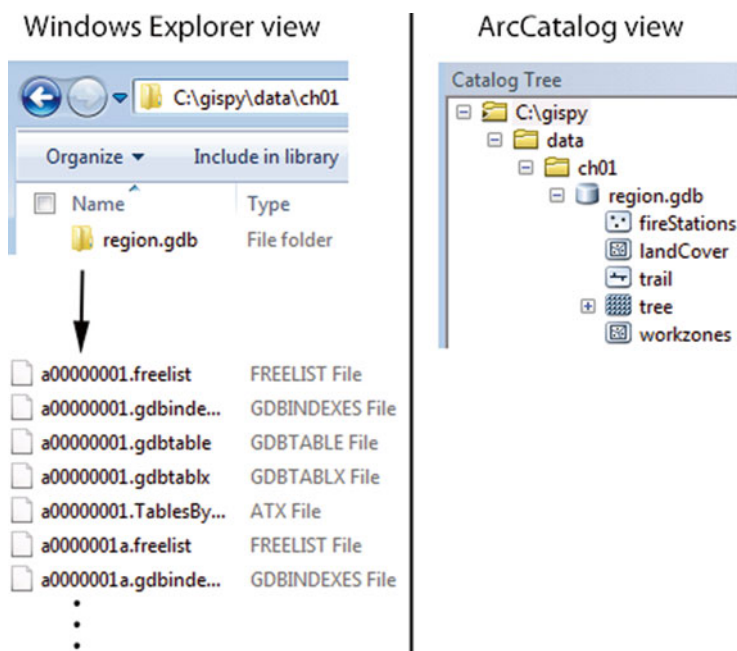 Windows Explorer view
C:\gispy\data\ch01
Organize
Include in library
Name
Type
region.gdb
File folder
a00000001.freelist
FREELIST File
a00000001.gdbinde...
GDBINDEXES File
a00000001.gdbtable
GDBTABLE File
a00000001.gdbtablx
GDBTABLX File
a00000001.TablesBy...
ATX File
a0000001a.freelist
FREELIST File
a0000001a.gdbinde...
GDBINDEXES File
ArcCatalog view
Catalog Tree
C:\gispy
data
ch01
region.gdb
fireStations
landCover
trail
tree
workzones